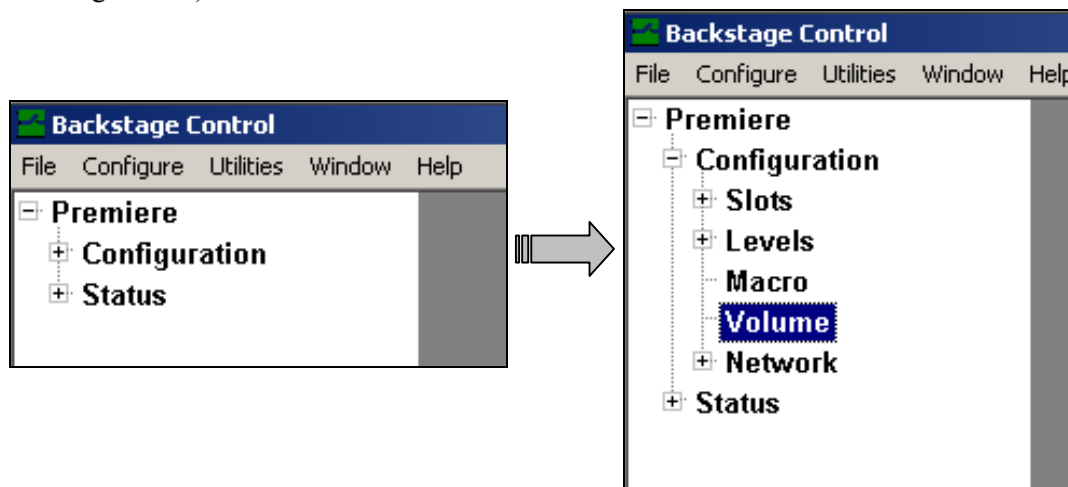 Backstage Control
File Configure Utilities Window Help
Premiere
Configuration
Status
Backstage Control
File Configure Utilities Window Help
Premiere
Configuration
Slots
Levels
Macro
Volume
Network
Status